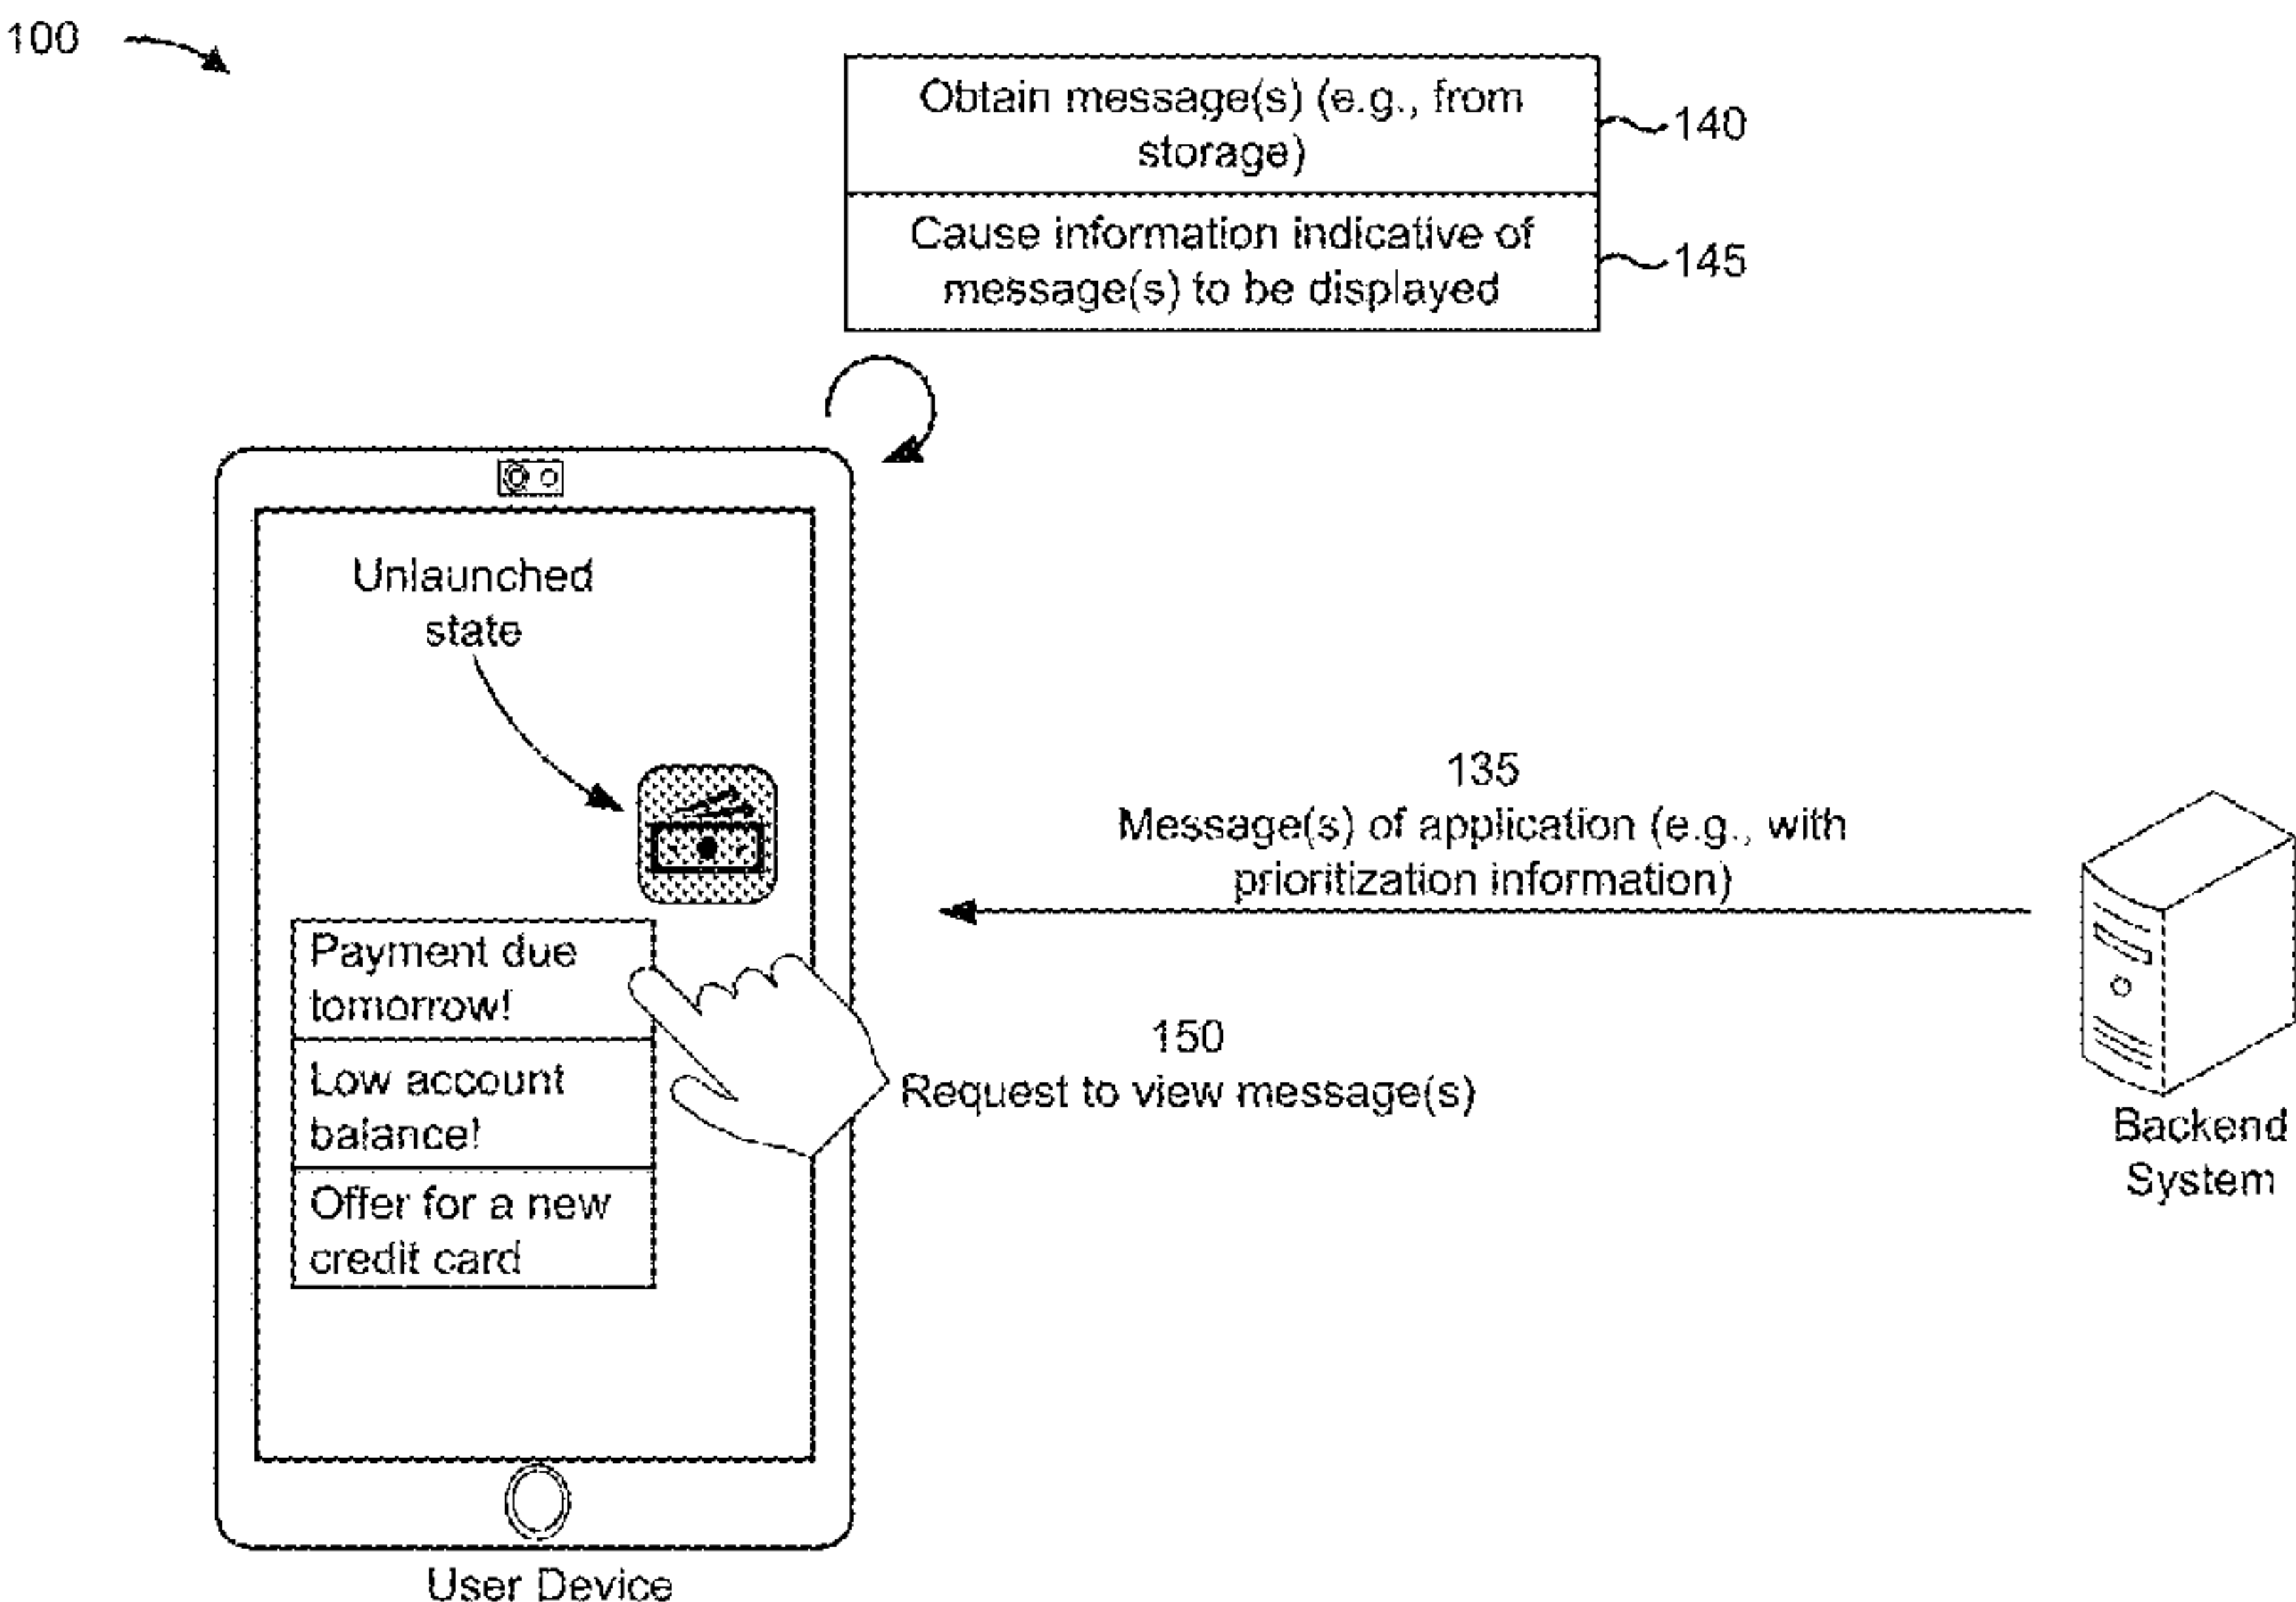 100
Obtain message(s) (e.g., from
storage)
140
Cause information indicative of
message(s) to be displayed
145
Unlaunched
state
135
Message(s) of application (e.g., with
prioritization information)
Payment due
tomorrow!
150
Request to view message(s)
Low account
balance!
Offer for a new
credit card
Backend
System
User Device